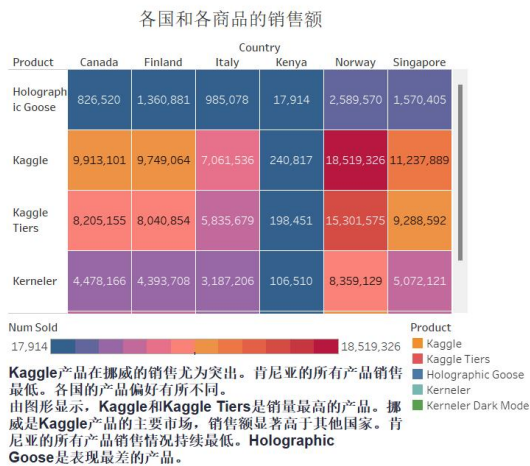 各国和各商品的销售额
Country
Product Canada Finland Italy Kenya Norway Singapore
Holograph
ic Goose 826,520 1,360,881 985,078 17,914 2,589,570 1,570,405
Kaggle 9,913,101 9,749,064 7,061,536 240,817 18,519,326 11,237,889
Kaggle
Tiers 8,205,155 8,040,854 5,835,679 198,451 15,301,575 9,288,592
Kerneler 4,478,166 4,393,708 3,187,206 106,510 8,359,129 5,072,121
Num Sold
17,914 18,519,326
Product
Kaggle
Kaggle Tiers
Holographic Goose
Kerneler
Kerneler Dark Mode
Kaggle产品在挪威的销售尤为突出。肯尼亚的所有产品销售
最低。各国的产品偏好有所不同。
由图形显示，Kaggle和Kaggle Tiers是销量最高的产品。挪
威是Kaggle产品的主要市场，销售额显著高于其他国家。肯
尼亚的所有产品销售情况持续最低。Holographic
Goose是表现最差的产品。